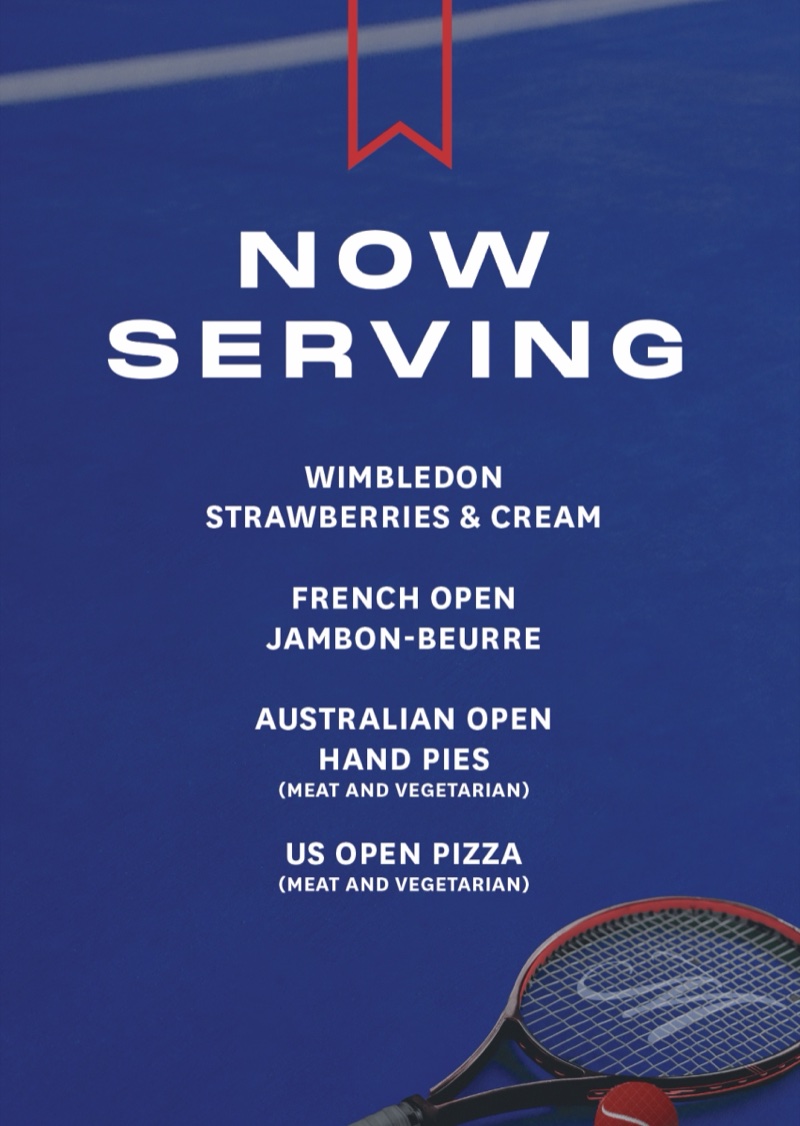 NOW
SERVING
WIMBLEDON
STRAWBERRIES & CREAM
FRENCH OPEN
JAMBON-BEURRE
AUSTRALIAN OPEN
HAND PIES
(MEAT AND VEGETARIAN)
US OPEN PIZZA
(MEAT AND VEGETARIAN)